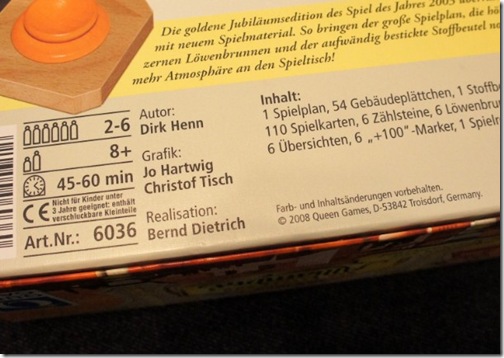 Die goldene Jubiläumsedition des Spiel des Jahres 2003
mit neuem Spielmaterial. So bringen der große Spielplan, die
zernen Löwenbrunnen und der aufwändig bestickte Stoffbeutel
mehr Atmosphäre an den Spieltisch!
2-6
8+
45-60 min
CE Nicht für Kinder unter
3 Jahre geeignet: enthält
verschluckbare Kleinteile
Art.Nr.: 6036
Autor:
Dirk Henn
Grafik:
Jo Hartwig
Christof Tisch
Realisation:
Bernd Dietrich
Inhalt:
1 Spielplan, 54 Gebäudeplättchen, 1 Stoffb
110 Spielkarten, 6 Zählsteine, 6 Löwenbru
6 Übersichten, 6 „+100"-Marker, 1 Spielr
Farb- und Inhaltsänderungen vorbehalten.
© 2008 Queen Games, D-53842 Troisdorf, Germany.